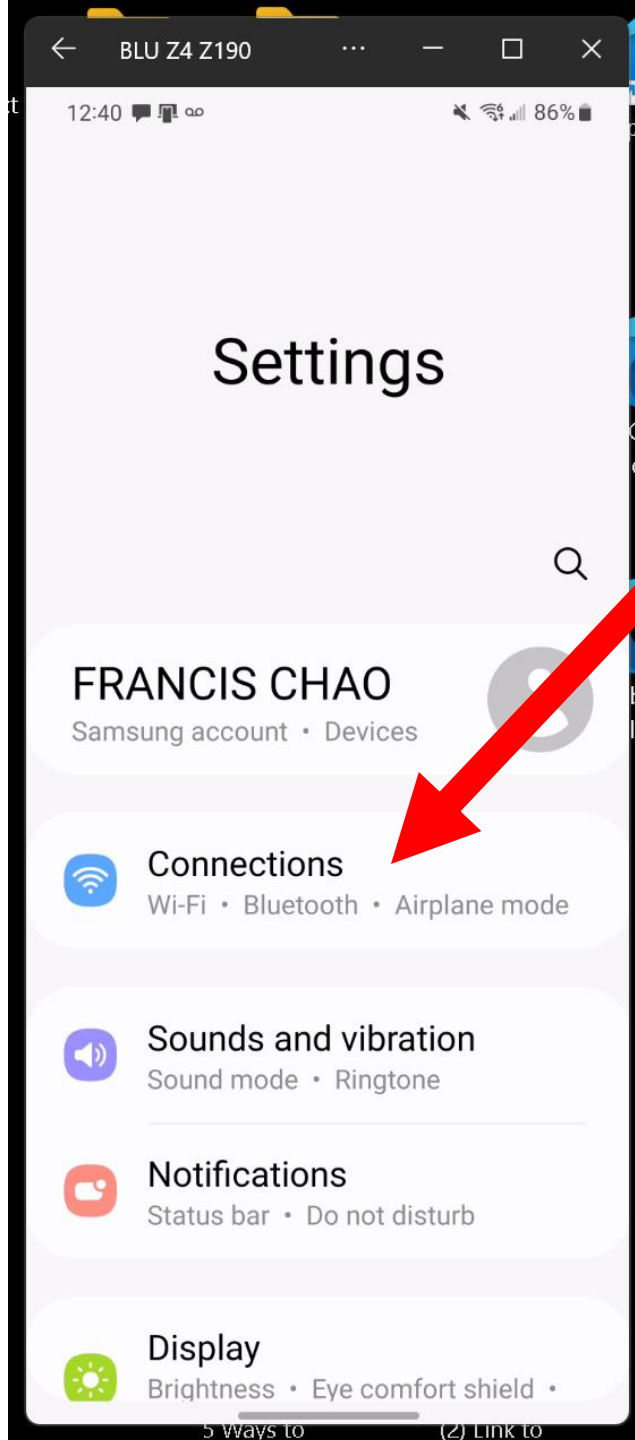 BLU Z4 Z190
12:40 86%
Settings
FRANCIS CHAO
Samsung account • Devices
Connections
Wi-Fi • Bluetooth • Airplane mode
Sounds and vibration
Sound mode • Ringtone
Notifications
Status bar • Do not disturb
Display
Brightness • Eye comfort shield •
5 Ways to (2) Link to